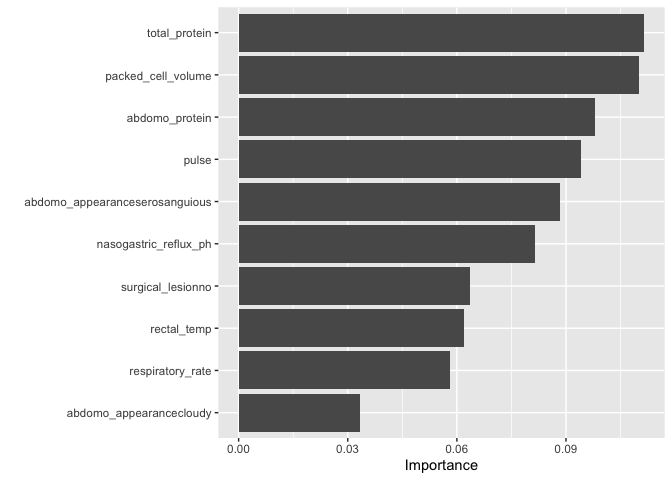 total_protein
packed_cell_volume
abdomo_protein
pulse
abdomo_appearanceserosanguious
nasogastric_reflux_ph
surgical_lesionno
rectal_temp
respiratory_rate
abdomo_appearancecloudy
0.00 0.03 0.06 0.09
Importance